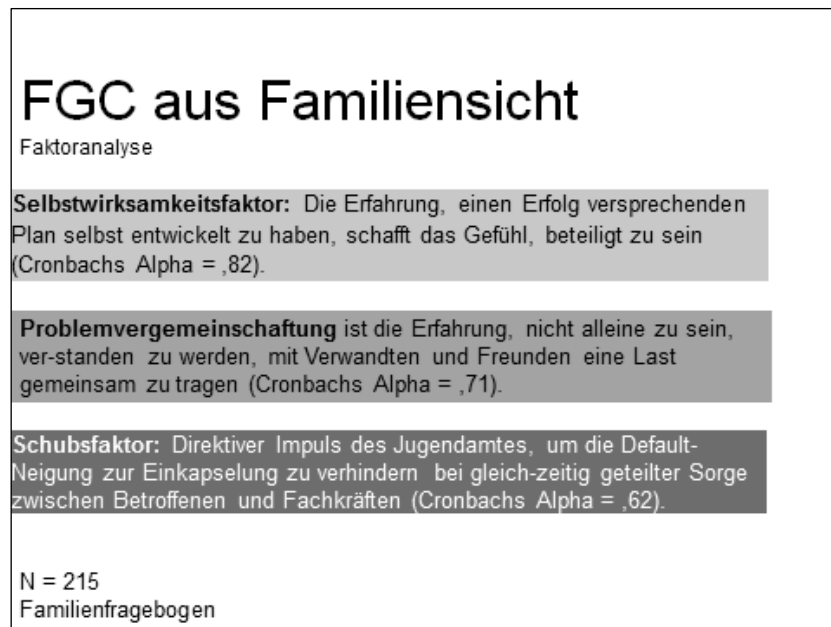 FGC aus Familiensicht
Faktoranalyse
Selbstwirksamkeitsfaktor: Die Erfahrung, einen Erfolg versprechenden
Plan selbst entwickelt zu haben, schafft das Gefühl, beteiligt zu sein
(Cronbachs Alpha = ,82).
Problemvergemeinschaftung ist die Erfahrung, nicht alleine zu sein,
ver-standen zu werden, mit Verwandten und Freunden eine Last
gemeinsam zu tragen (Cronbachs Alpha = ,71).
Schubsfaktor: Direktiver Impuls des Jugendamtes, um die Default-
Neigung zur Einkapselung zu verhindern bei gleich-zeitig geteilter Sorge
zwischen Betroffenen und Fachkräften (Cronbachs Alpha = ,62).
N = 215
Familienfragebogen